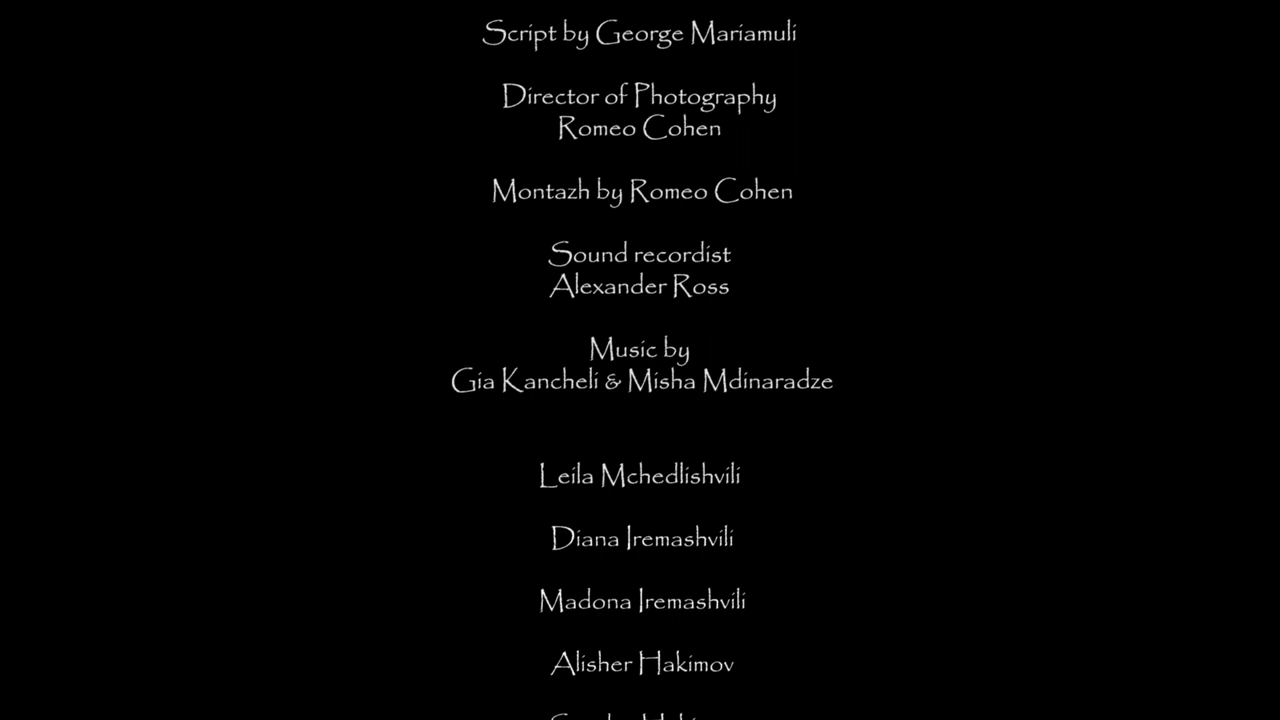 Script by George Mariamuli
Director of Photography
Romeo Cohen
Montazh by Romeo Cohen
Sound recordist
Alexander Ross
Music by
Gia Kancheli & Misha Mdinaradze
Leila Mchedlishvili
Diana Iremashvili
Madona Iremashvili
Alisher Hakimov